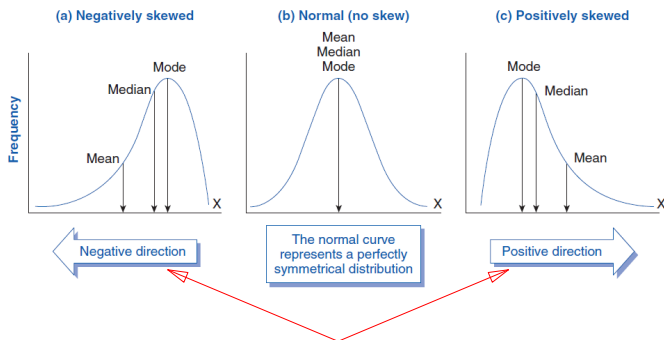 (a) Negatively skewed
(b) Normal (no skew)
(c) Positively skewed
Frequency
Mode
Median
Mean
X
Mean
Median
Mode
X
Mode
Median
Mean
X
Negative direction
The normal curve
represents a perfectly
symmetrical distribution
Positive direction